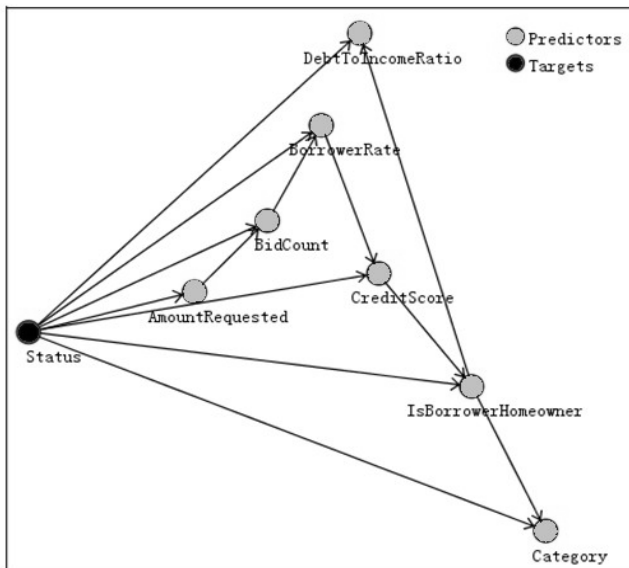 Predictors
DebtToIncomeRatio
Targets
BorrowerRate
BidCount
CreditScore
AmountRequested
Status
IsBorrowerHomeowner
Category